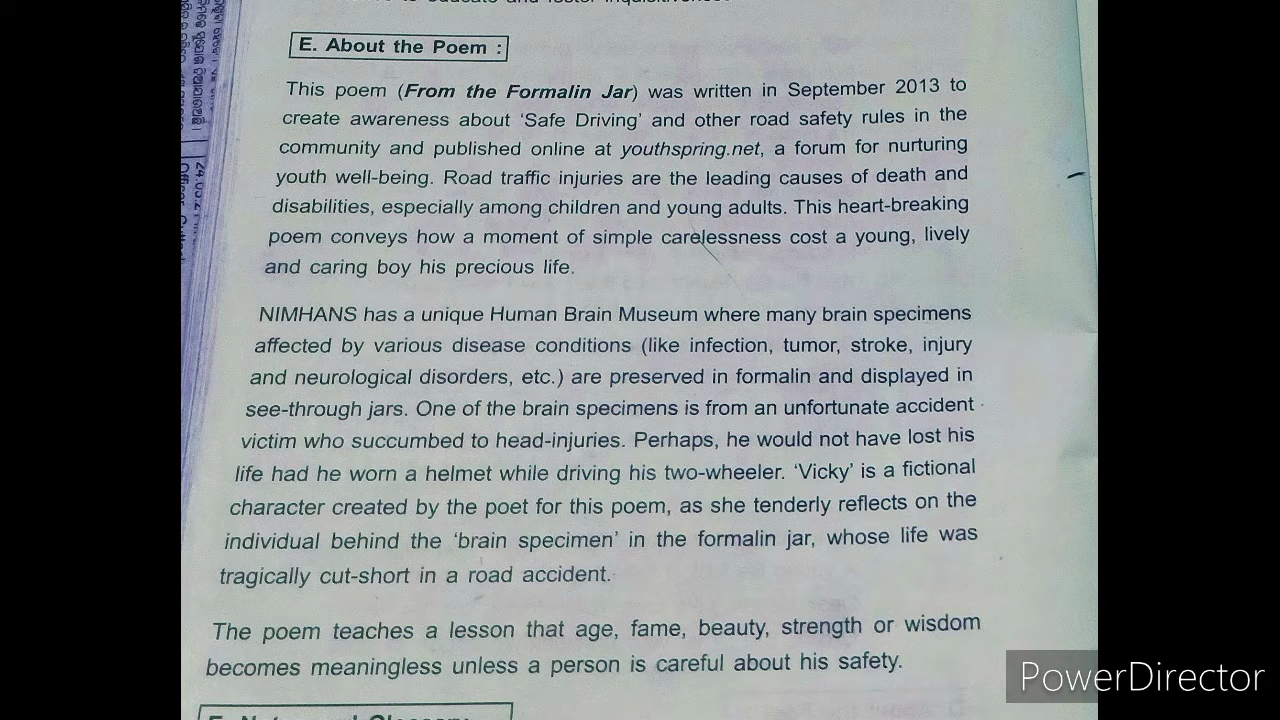 E. About the Poem :
This poem (From the Formalin Jar) was written in September 2013 to
create awareness about 'Safe Driving' and other road safety rules in the
community and published online at youthspring.net, a forum for nurturing
youth well-being. Road traffic injuries are the leading causes of death and
disabilities, especially among children and young adults. This heart-breaking
poem conveys how a moment of simple carelessness cost a young, lively
and caring boy his precious life.
NIMHANS has a unique Human Brain Museum where many brain specimens
affected by various disease conditions (like infection, tumor, stroke, injury
and neurological disorders, etc.) are preserved in formalin and displayed in
see-through jars. One of the brain specimens is from an unfortunate accident
victim who succumbed to head-injuries. Perhaps, he would not have lost his
life had he worn a helmet while driving his two-wheeler. 'Vicky' is a fictional
character created by the poet for this poem, as she tenderly reflects on the
individual behind the 'brain specimen' in the formalin jar, whose life was
tragically cut-short in a road accident.
The poem teaches a lesson that age, fame, beauty, strength or wisdom
becomes meaningless unless a person is careful about his safety.
PowerDirector